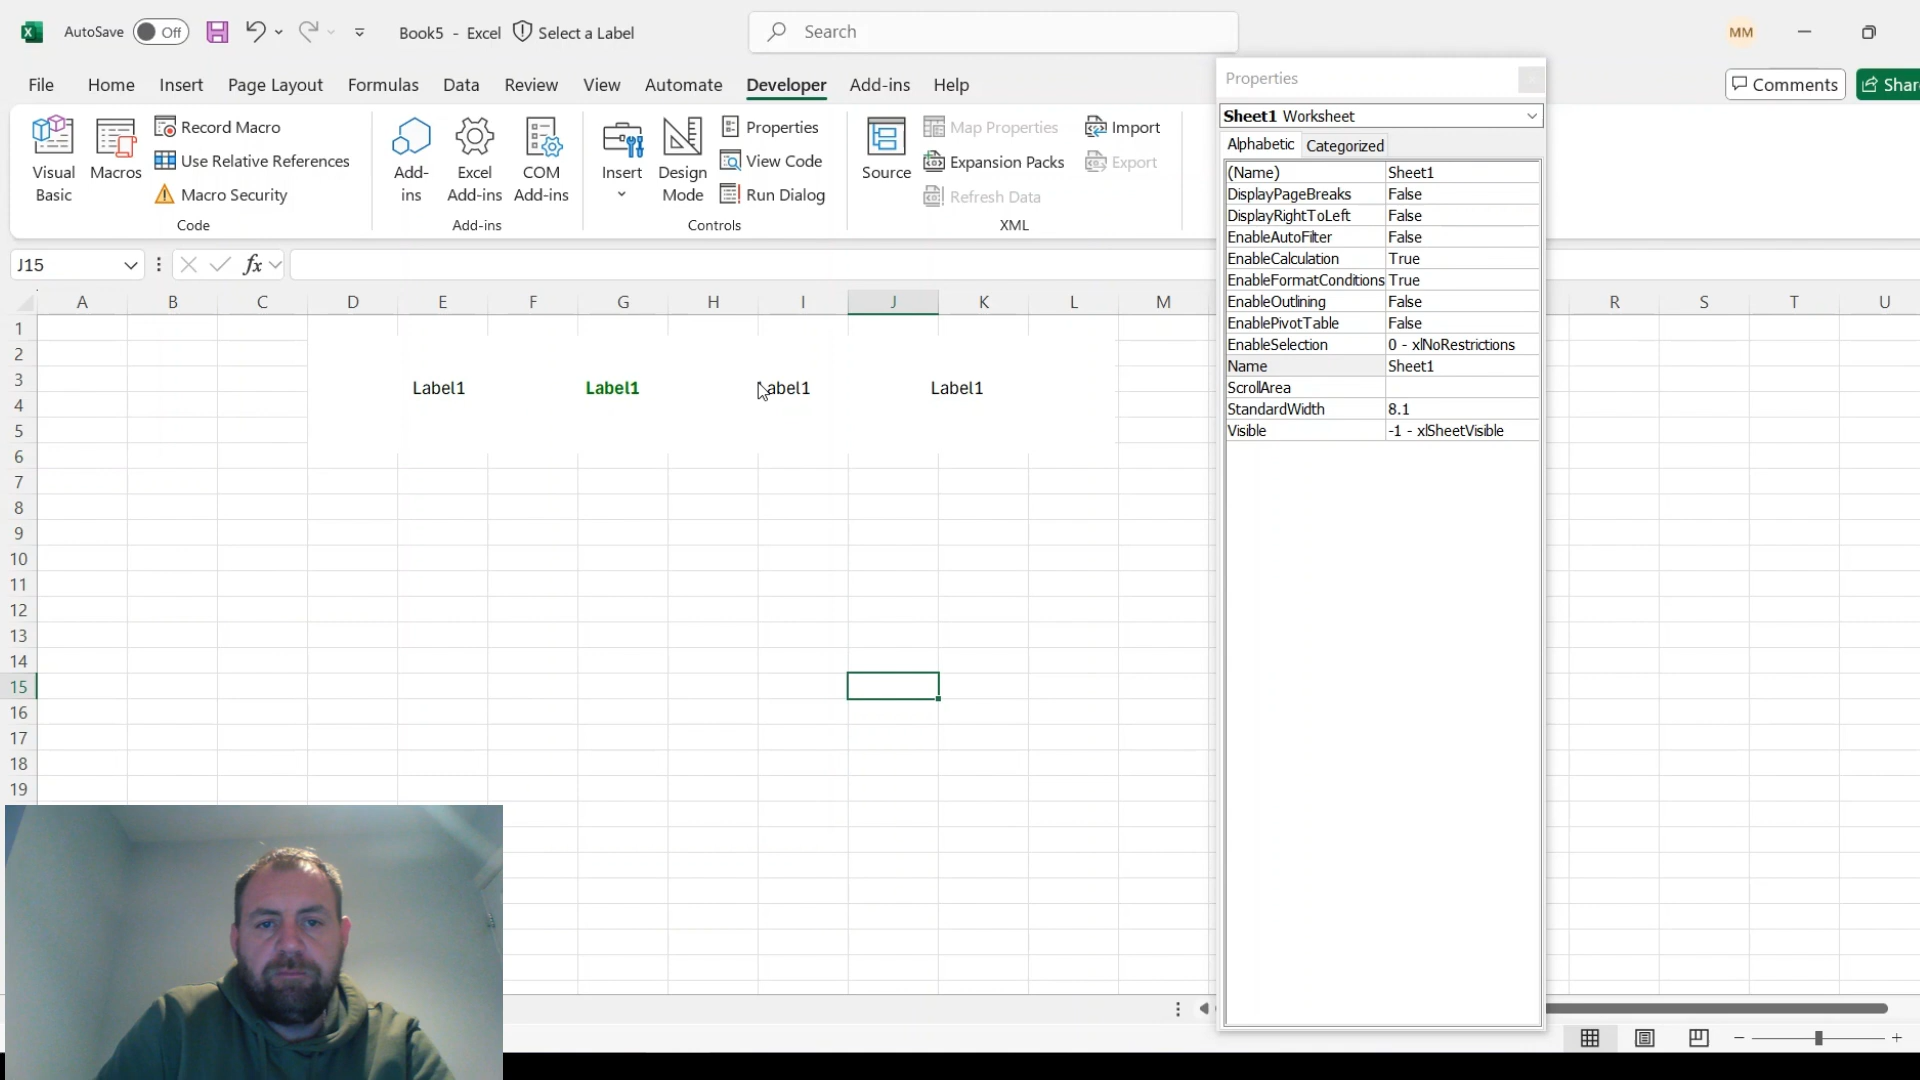 AutoSave Off Book5 - Excel Select a Label Search MM
File Home Insert Page Layout Formulas Data Review View Automate Developer Add-ins Help Comments Shar
Visual Basic
Macros
Record Macro
Use Relative References
Macro Security
Code
Add-ins
Excel Add-ins
COM Add-ins
Add-ins
Insert
Design Mode
Properties
View Code
Run Dialog
Controls
Source
Map Properties
Expansion Packs
Refresh Data
Import
Export
XML
J15 fx
A B C D E F G H I J K L M R S T U
1
2
3
4
5
6
7
8
9
10
11
12
13
14
15
16
17
18
19
Label1 Label1 Label1 Label1
Properties
Sheet1 Worksheet
Alphabetic Categorized
(Name) Sheet1
DisplayPageBreaks False
DisplayRightToLeft False
EnableAutoFilter False
EnableCalculation True
EnableFormatConditions True
EnableOutlining False
EnablePivotTable False
EnableSelection 0 - xlNoRestrictions
Name Sheet1
ScrollArea
StandardWidth 8.1
Visible -1 - xlSheetVisible